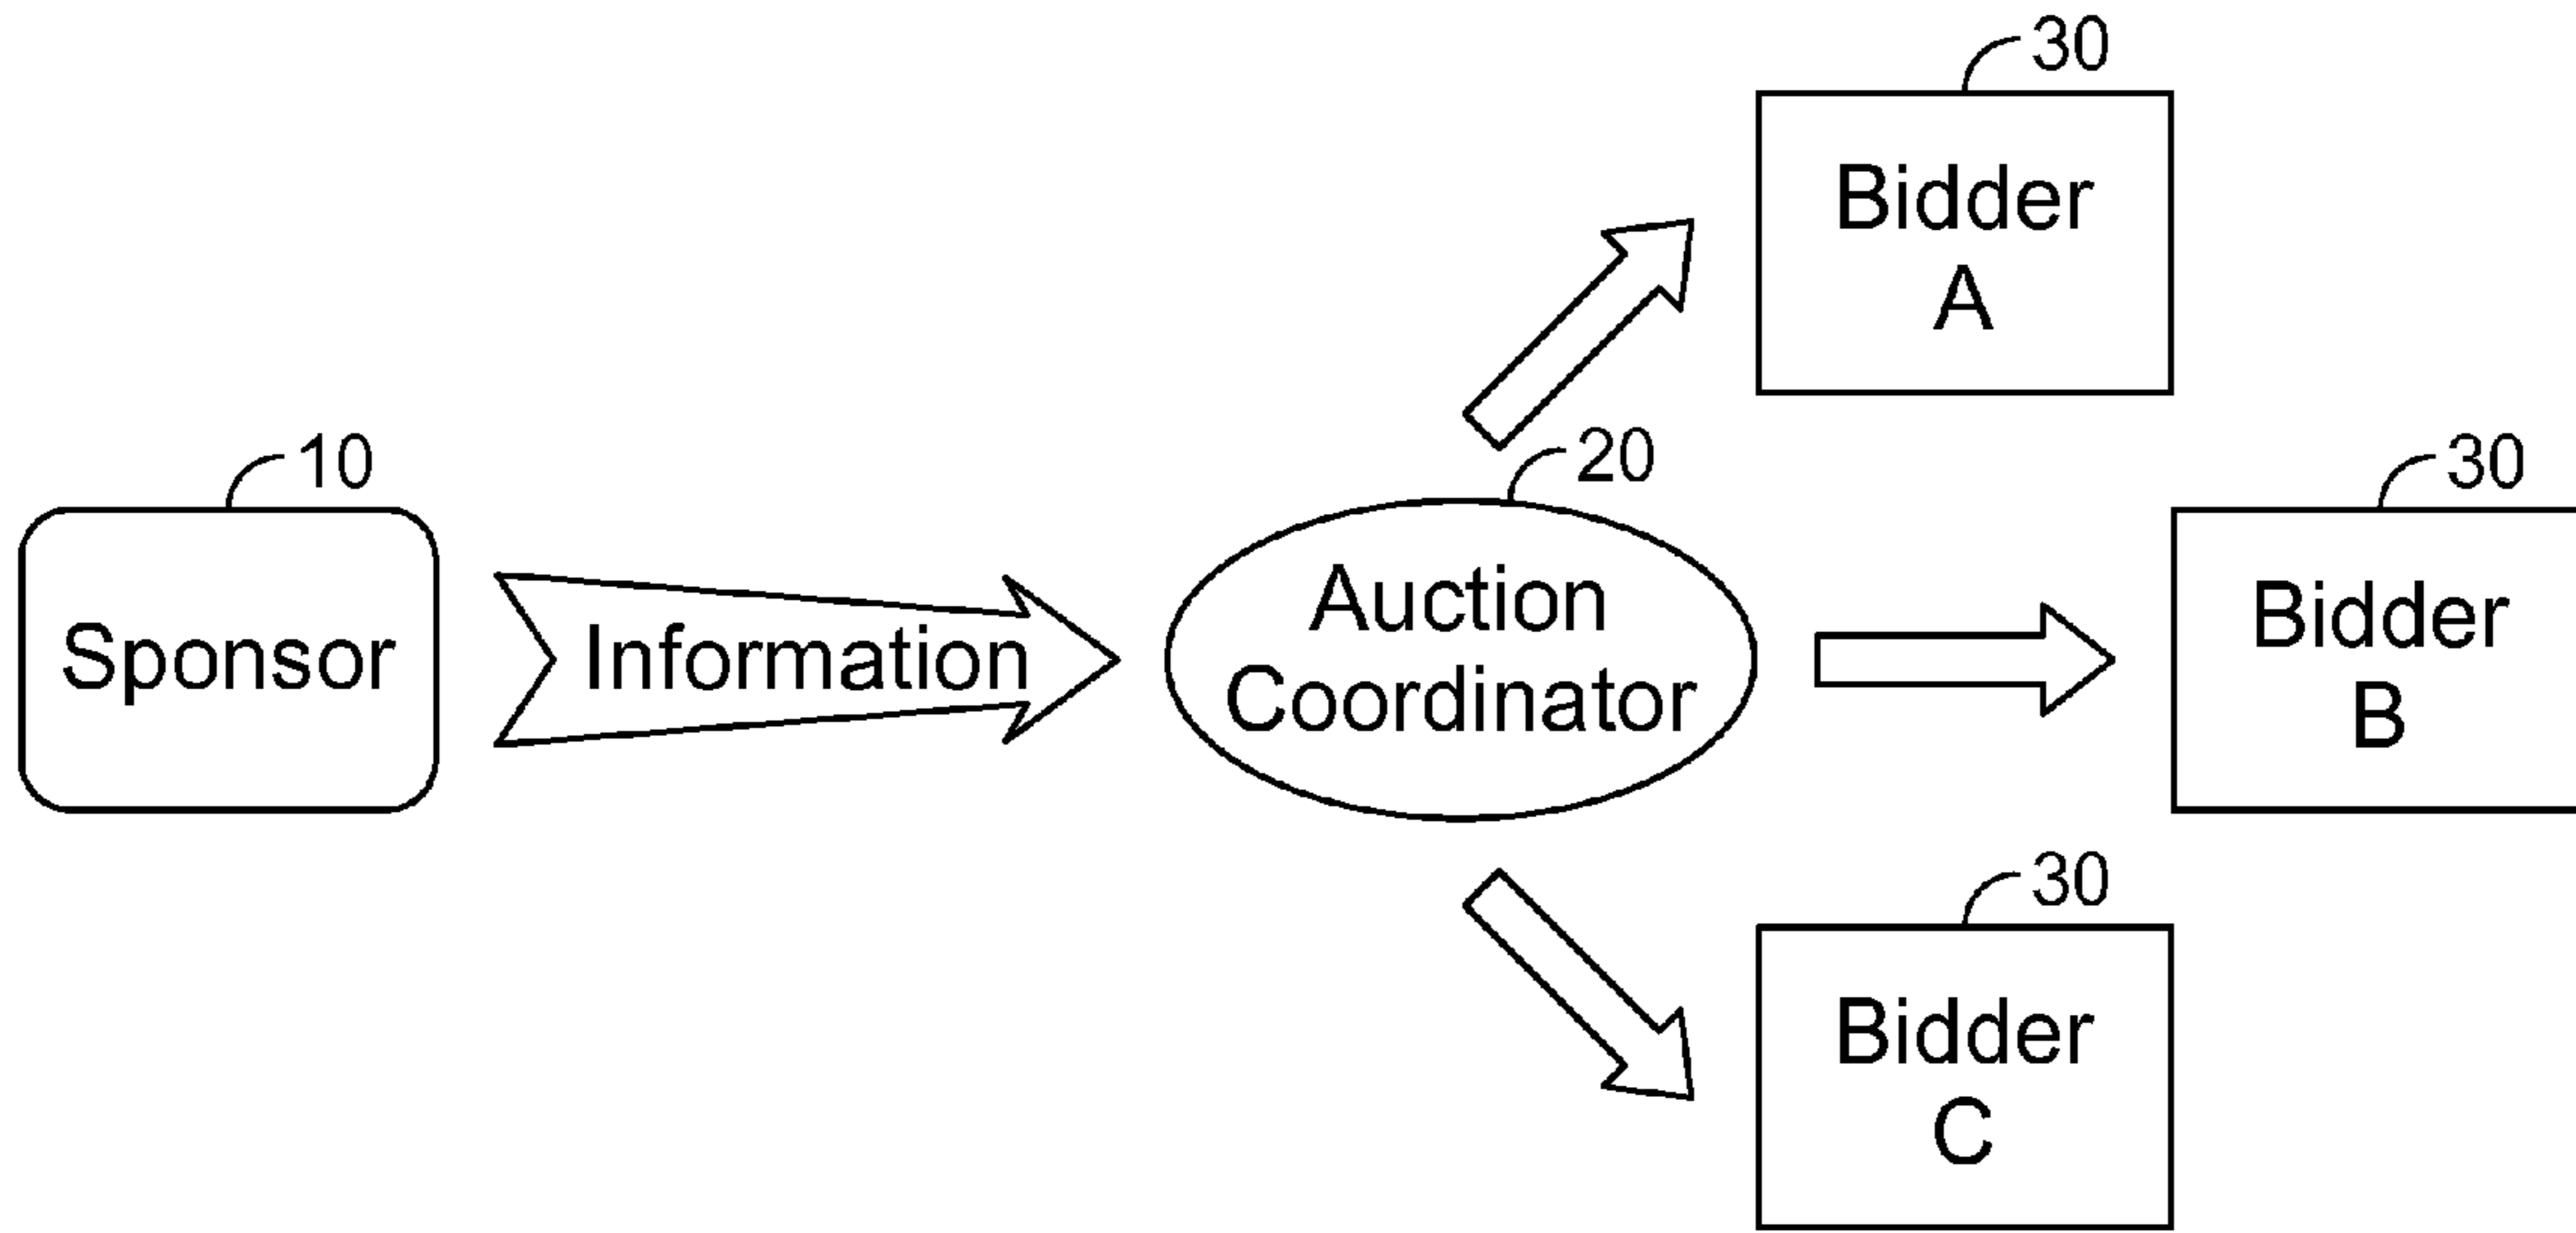 30
Bidder
A
10
Sponsor
Information
20
Auction
Coordinator
30
Bidder
B
30
Bidder
C